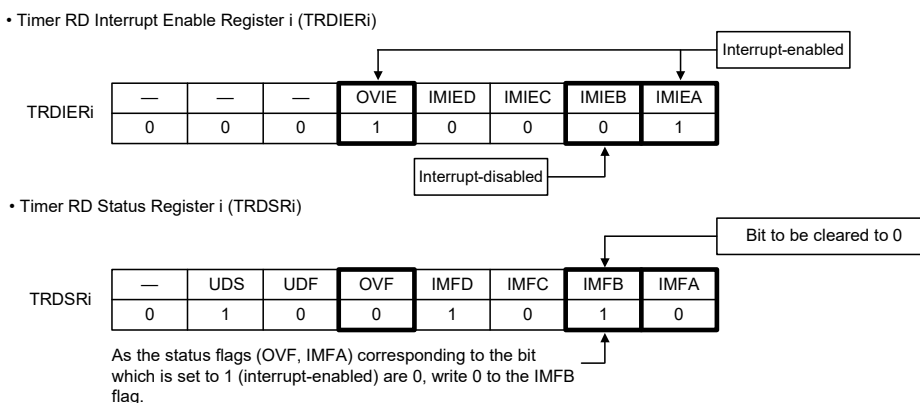 • Timer RD Interrupt Enable Register i (TRDIERi)
Interrupt-enabled
TRDIERi
— — — OVIE IMIED IMIEC IMIEB IMIEA
0 0 0 1 0 0 0 1
Interrupt-disabled
• Timer RD Status Register i (TRDSRi)
Bit to be cleared to 0
TRDSRi
— UDS UDF OVF IMFD IMFC IMFB IMFA
0 1 0 0 1 0 1 0
As the status flags (OVF, IMFA) corresponding to the bit
which is set to 1 (interrupt-enabled) are 0, write 0 to the IMFB
flag.